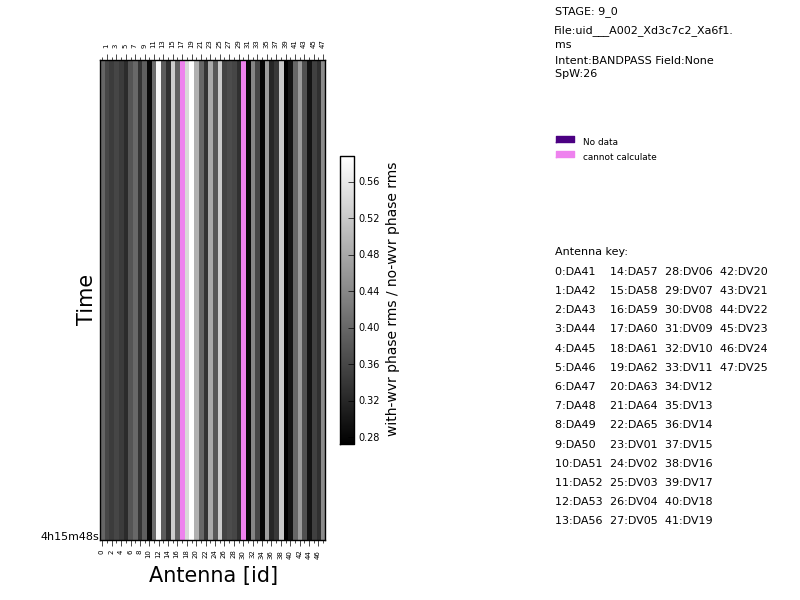 STAGE: 9_0
File:uid___A002_Xd3c7c2_Xa6f1.
ms
Intent:BANDPASS Field:None
SpW:26
1 3 5 7 9 11 13 15 17 19 21 23 25 27 29 31 33 35 37 39 41 43 45 47
No data
cannot calculate
0.56
0.52
0.48
0.44
0.40
0.36
0.32
0.28
with-wvr phase rms / no-wvr phase rms
Time
4h15m48s
0 2 4 6 8 10 12 14 16 18 20 22 24 26 28 30 32 34 36 38 40 42 44 46
Antenna [id]
Antenna key:
0:DA41 14:DA57 28:DV06 42:DV20
1:DA42 15:DA58 29:DV07 43:DV21
2:DA43 16:DA59 30:DV08 44:DV22
3:DA44 17:DA60 31:DV09 45:DV23
4:DA45 18:DA61 32:DV10 46:DV24
5:DA46 19:DA62 33:DV11 47:DV25
6:DA47 20:DA63 34:DV12
7:DA48 21:DA64 35:DV13
8:DA49 22:DA65 36:DV14
9:DA50 23:DV01 37:DV15
10:DA51 24:DV02 38:DV16
11:DA52 25:DV03 39:DV17
12:DA53 26:DV04 40:DV18
13:DA56 27:DV05 41:DV19